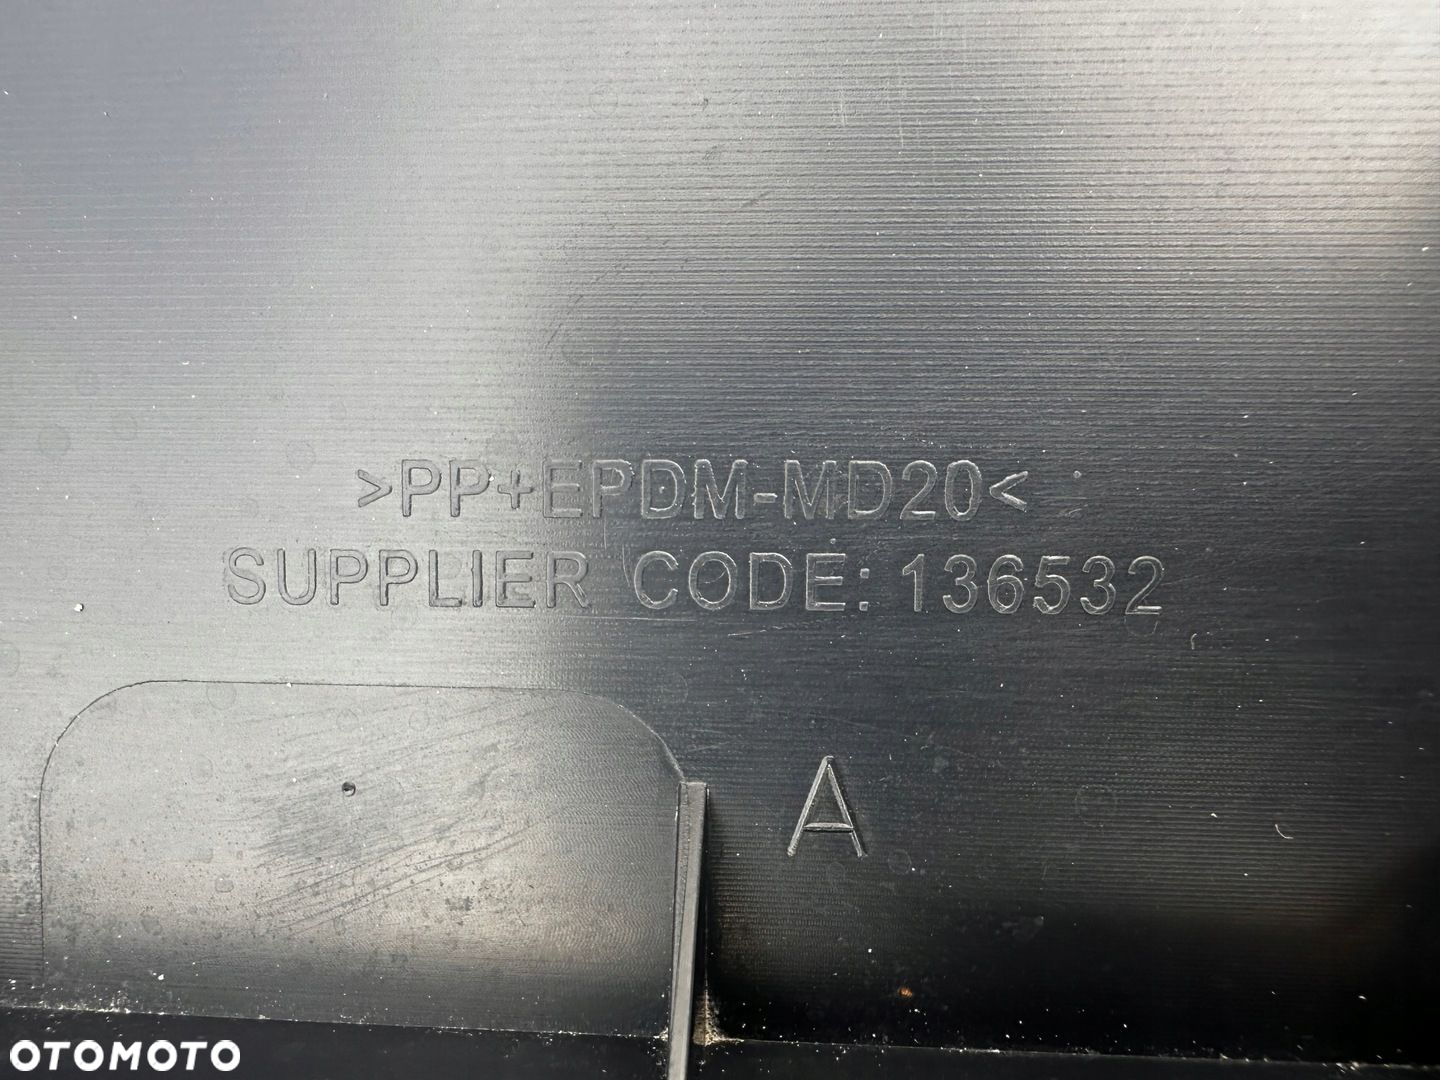 >PP+EPDM-MD20<
SUPPLIER CODE: 136532
A
OTOMOTO